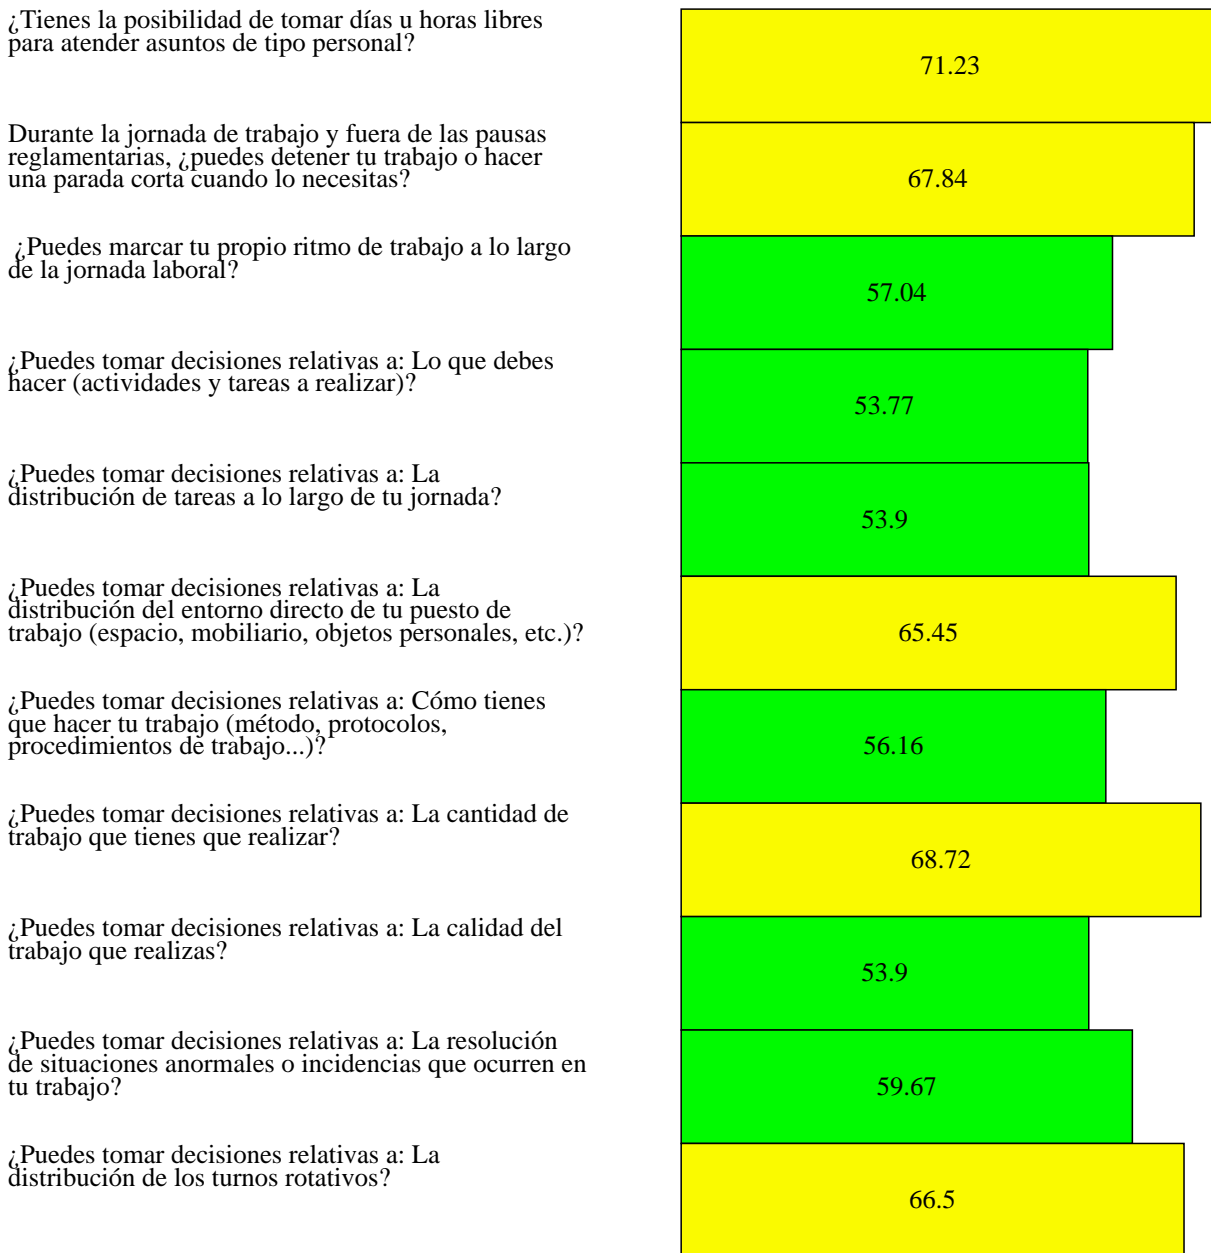 ¿Tienes la posibilidad de tomar días u horas libres
para atender asuntos de tipo personal?
71.23
Durante la jornada de trabajo y fuera de las pausas
reglamentarias, ¿puedes detener tu trabajo o hacer
una parada corta cuando lo necesitas?
67.84
¿Puedes marcar tu propio ritmo de trabajo a lo largo
de la jornada laboral?
57.04
¿Puedes tomar decisiones relativas a: Lo que debes
hacer (actividades y tareas a realizar)?
53.77
¿Puedes tomar decisiones relativas a: La
distribución de tareas a lo largo de tu jornada?
53.9
¿Puedes tomar decisiones relativas a: La
distribución del entorno directo de tu puesto de
trabajo (espacio, mobiliario, objetos personales, etc.)?
65.45
¿Puedes tomar decisiones relativas a: Cómo tienes
que hacer tu trabajo (método, protocolos,
procedimientos de trabajo...)?
56.16
¿Puedes tomar decisiones relativas a: La cantidad de
trabajo que tienes que realizar?
68.72
¿Puedes tomar decisiones relativas a: La calidad del
trabajo que realizas?
53.9
¿Puedes tomar decisiones relativas a: La resolución
de situaciones anormales o incidencias que ocurren en
tu trabajo?
59.67
¿Puedes tomar decisiones relativas a: La
distribución de los turnos rotativos?
66.5